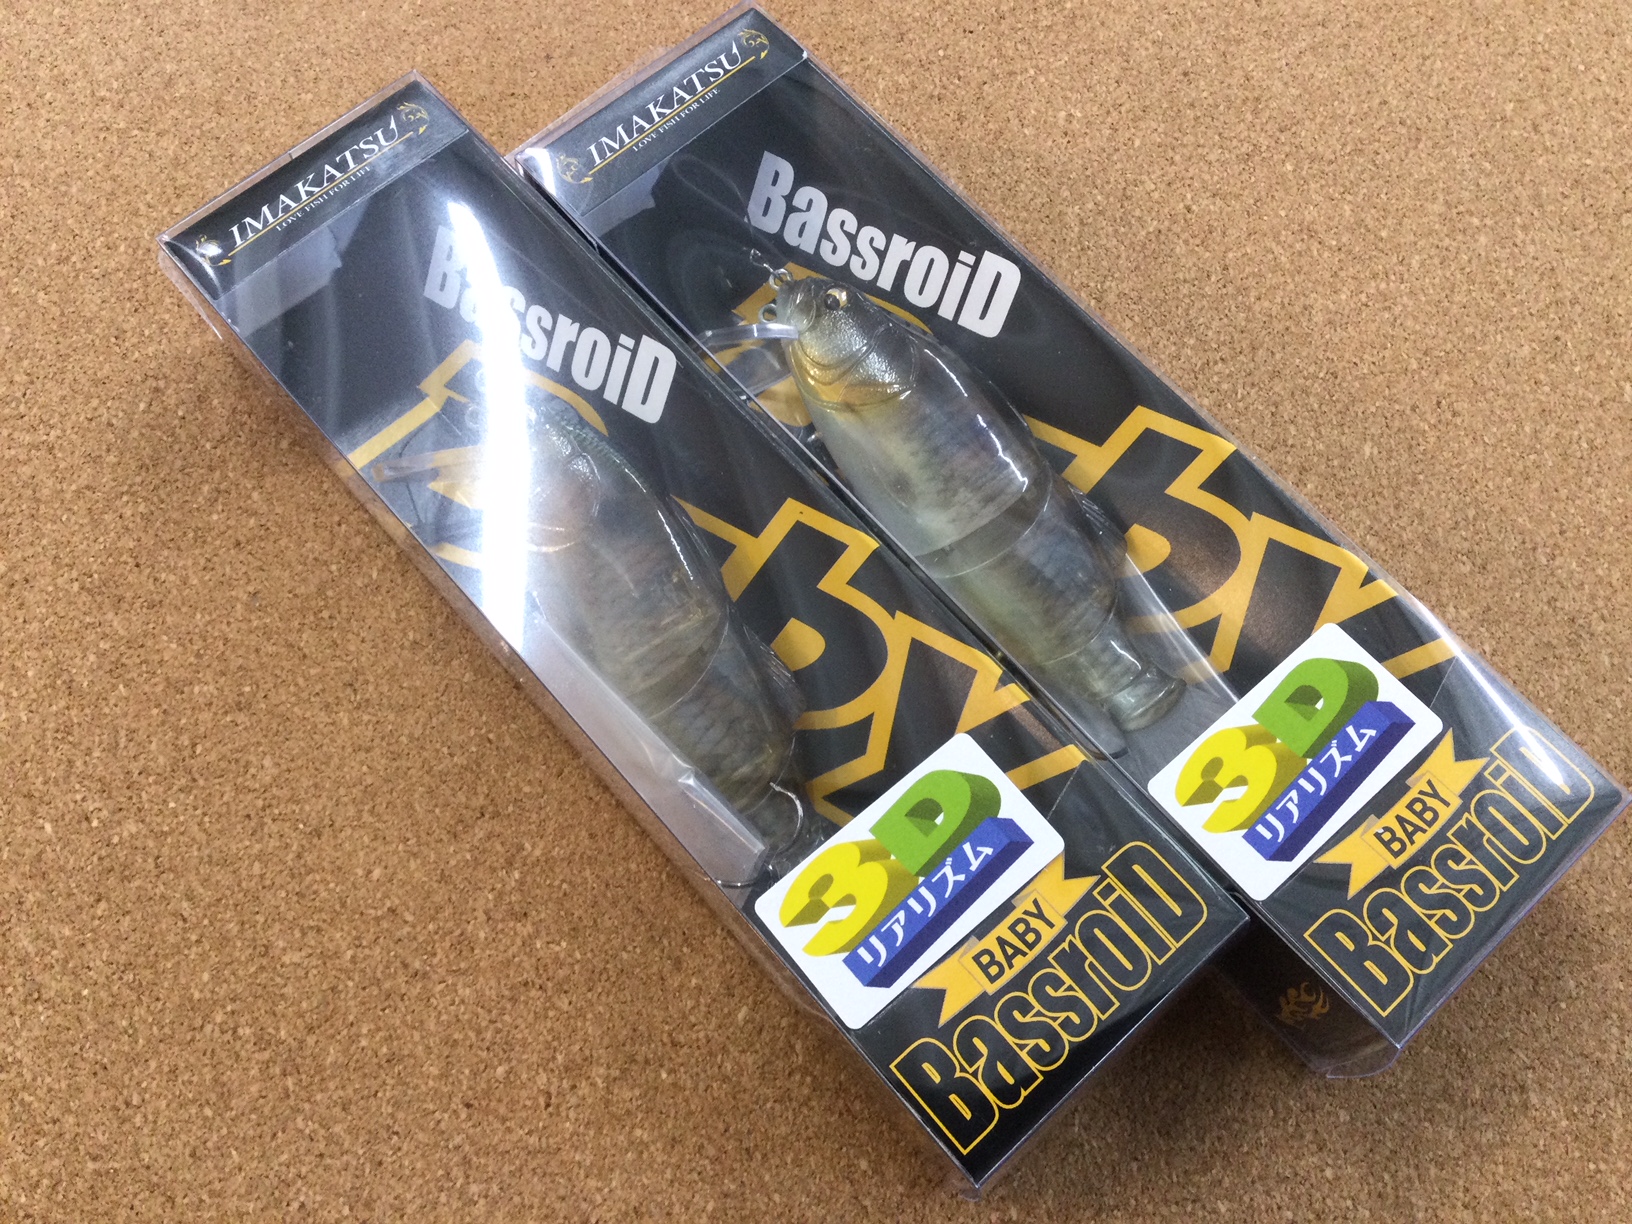 IMAKATSU
LOVE FISH FOR LIFE
BassroiD
3D
リアリズム
BABY
BassroiD
IMAKATSU
LOVE FISH FOR LIFE
BassroiD
3D
リアリズム
BABY
BassroiD